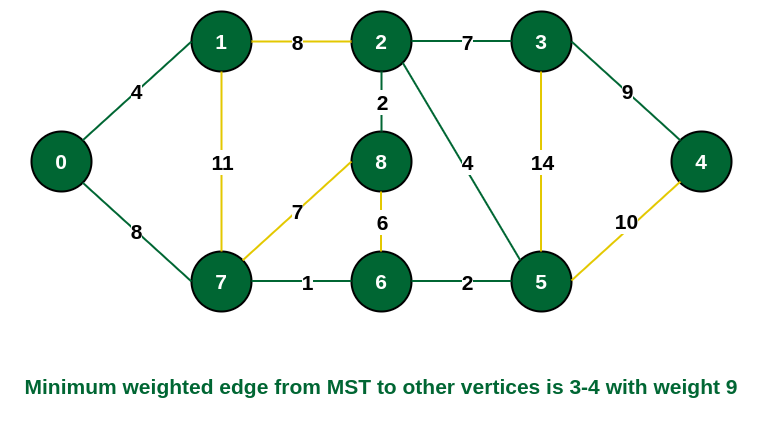 1 8 2 7 3
4 2 9
0 11 8 4 14 4
8 7 6 10
7 1 6 2 5
Minimum weighted edge from MST to other vertices is 3-4 with weight 9